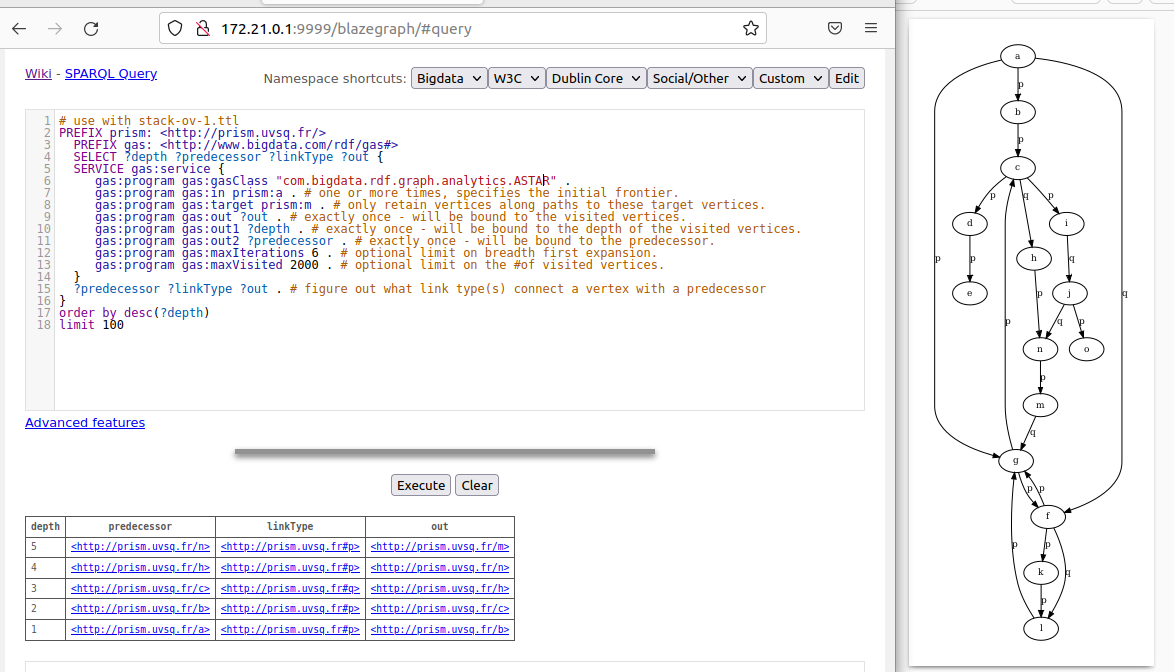 172.21.0.1:9999/blazegraph/#query
Wiki - SPARQL Query
Namespace shortcuts: Bigdata W3C Dublin Core Social/Other Custom Edit
1 # use with stack-ov-1.ttl
2 PREFIX prism: <http://prism.uvsq.fr/>
3 PREFIX gas: <http://www.bigdata.com/rdf/gas#>
4 SELECT ?depth ?predecessor ?linkType ?out {
5 SERVICE gas:service {
6 gas:program gas:gasClass "com.bigdata.rdf.graph.analytics.ASTAR" .
7 gas:program gas:in prism:a . # one or more times, specifies the initial frontier.
8 gas:program gas:target prism:m . # only retain vertices along paths to these target vertices.
9 gas:program gas:out ?out . # exactly once - will be bound to the visited vertices.
10 gas:program gas:out1 ?depth . # exactly once - will be bound to the depth of the visited vertices.
11 gas:program gas:out2 ?predecessor . # exactly once - will be bound to the predecessor.
12 gas:program gas:maxIterations 6 . # optional limit on breadth first expansion.
13 gas:program gas:maxVisited 2000 . # optional limit on the #of visited vertices.
14 }
15 ?predecessor ?linkType ?out . # figure out what link type(s) connect a vertex with a predecessor
16 }
17 order by desc(?depth)
18 limit 100
Advanced features
Execute Clear
depth predecessor linkType out
5 <http://prism.uvsq.fr/n> <http://prism.uvsq.fr#p> <http://prism.uvsq.fr/m>
4 <http://prism.uvsq.fr/h> <http://prism.uvsq.fr#p> <http://prism.uvsq.fr/n>
3 <http://prism.uvsq.fr/c> <http://prism.uvsq.fr#q> <http://prism.uvsq.fr/h>
2 <http://prism.uvsq.fr/b> <http://prism.uvsq.fr#p> <http://prism.uvsq.fr/c>
1 <http://prism.uvsq.fr/a> <http://prism.uvsq.fr#p> <http://prism.uvsq.fr/b>
a
p
b
p
c
p q p
d i
p p h q
e j
p q
p q p
n o
p
m
q
g
p p
f
p p
k q
p
l